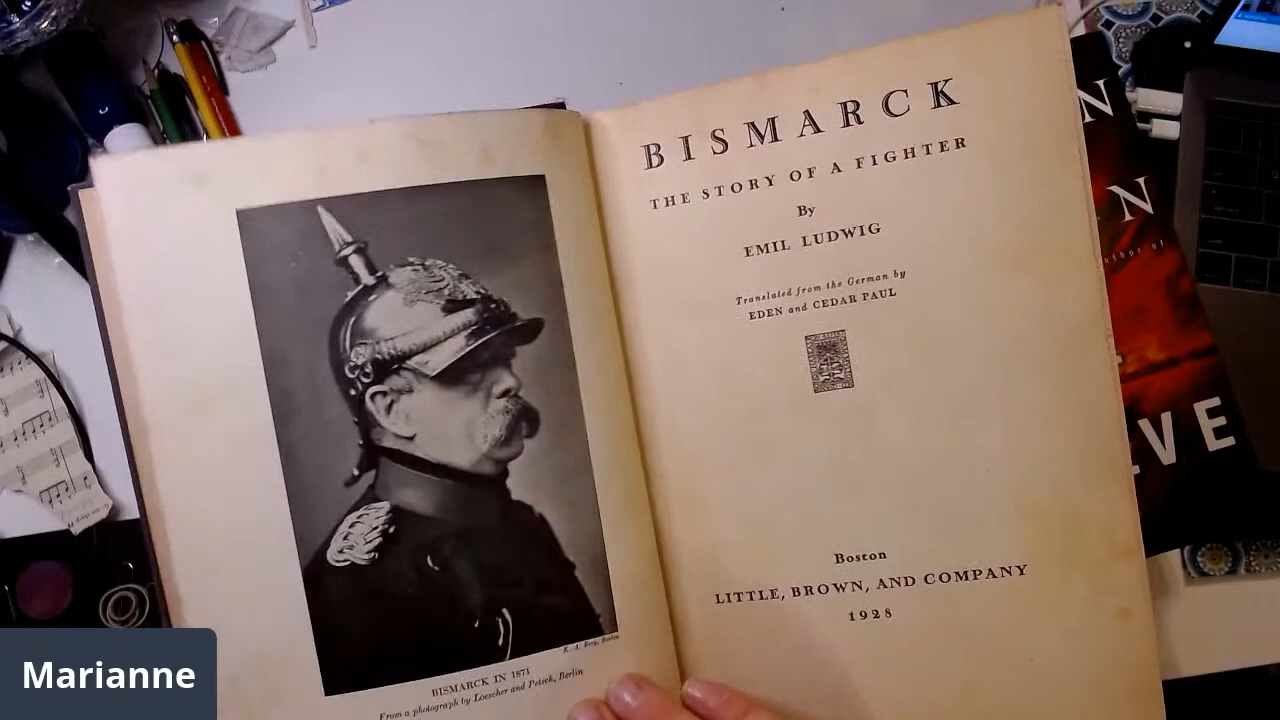 BISMARCK
THE STORY OF A FIGHTER
By
EMIL LUDWIG
Translated from the German by
EDEN and CEDAR PAUL
Boston
LITTLE, BROWN, AND COMPANY
1928
BISMARCK IN 1871
From a photograph by Loescher and Petsch, Berlin
N
N
VE
Marianne